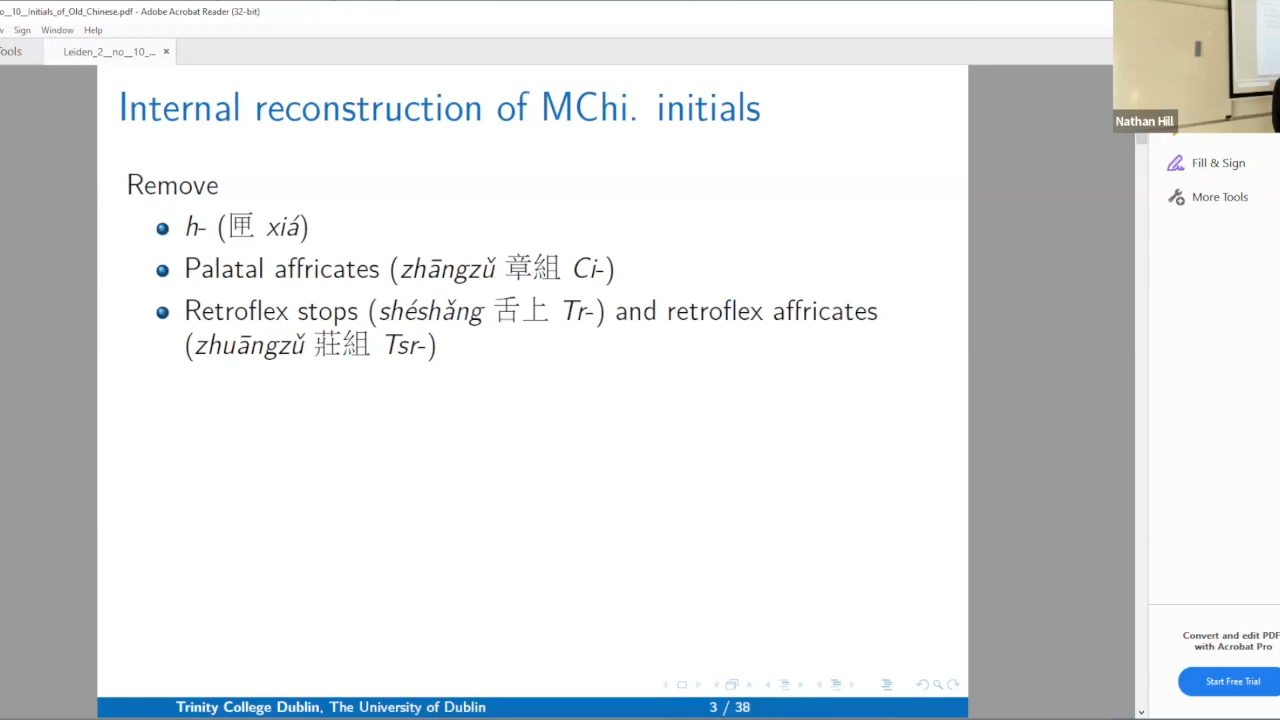 o__10__Initials_of_Old_Chinese.pdf - Adobe Acrobat Reader (32-bit)
Sign Window Help
ools
Leiden_2__no__10_... ×
Internal reconstruction of MChi. initials
Nathan Hill
Fill & Sign
More Tools
Remove
h- (匣 xiá)
Palatal affricates (zhāngzǔ 章組 Ci-)
Retroflex stops (shéshǎng 舌上 Tr-) and retroflex affricates
(zhuāngzǔ 莊組 Tsr-)
Convert and edit PDF
with Acrobat Pro
Start Free Trial
Trinity College Dublin, The University of Dublin
3 / 38